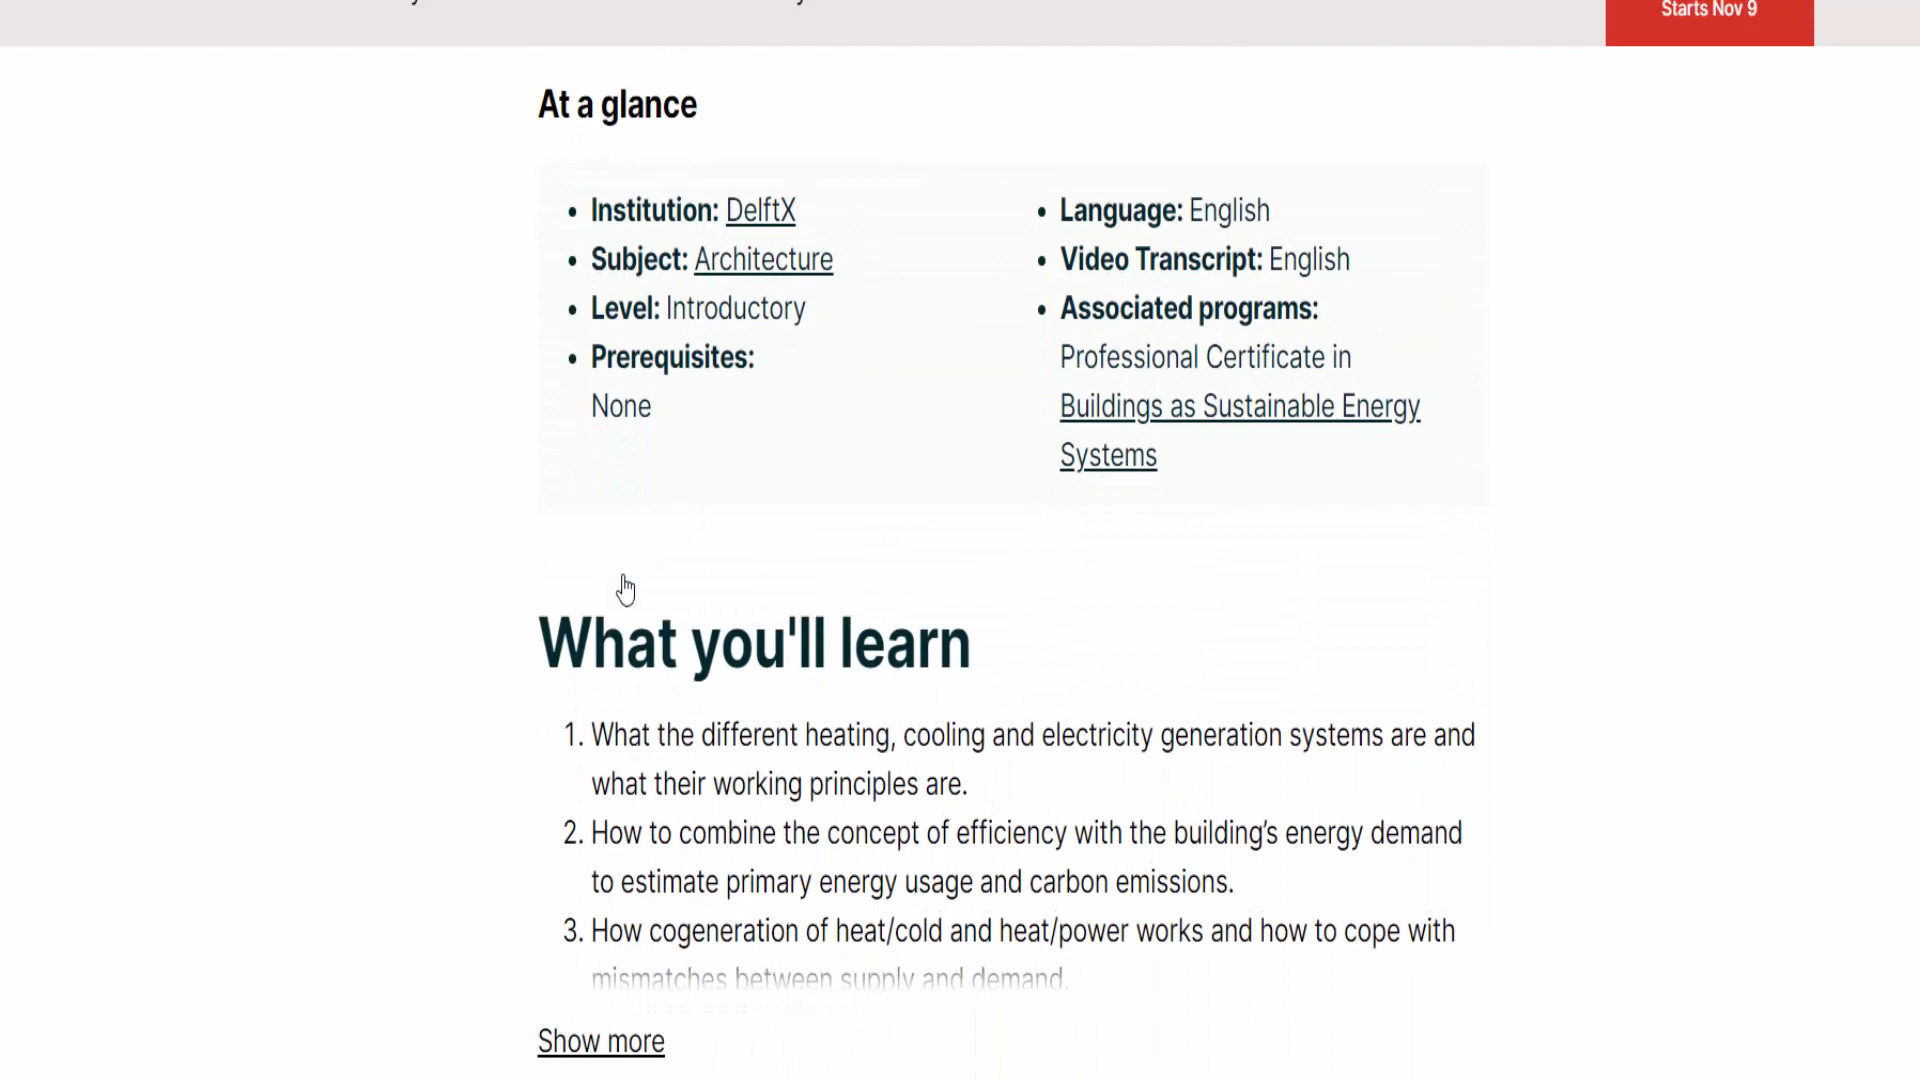 Starts Nov 9
At a glance
• Institution: DelftX
• Subject: Architecture
• Level: Introductory
• Prerequisites:
None
• Language: English
• Video Transcript: English
• Associated programs:
Professional Certificate in
Buildings as Sustainable Energy
Systems
What you'll learn
1. What the different heating, cooling and electricity generation systems are and
what their working principles are.
2. How to combine the concept of efficiency with the building’s energy demand
to estimate primary energy usage and carbon emissions.
3. How cogeneration of heat/cold and heat/power works and how to cope with
mismatches between supply and demand.
Show more